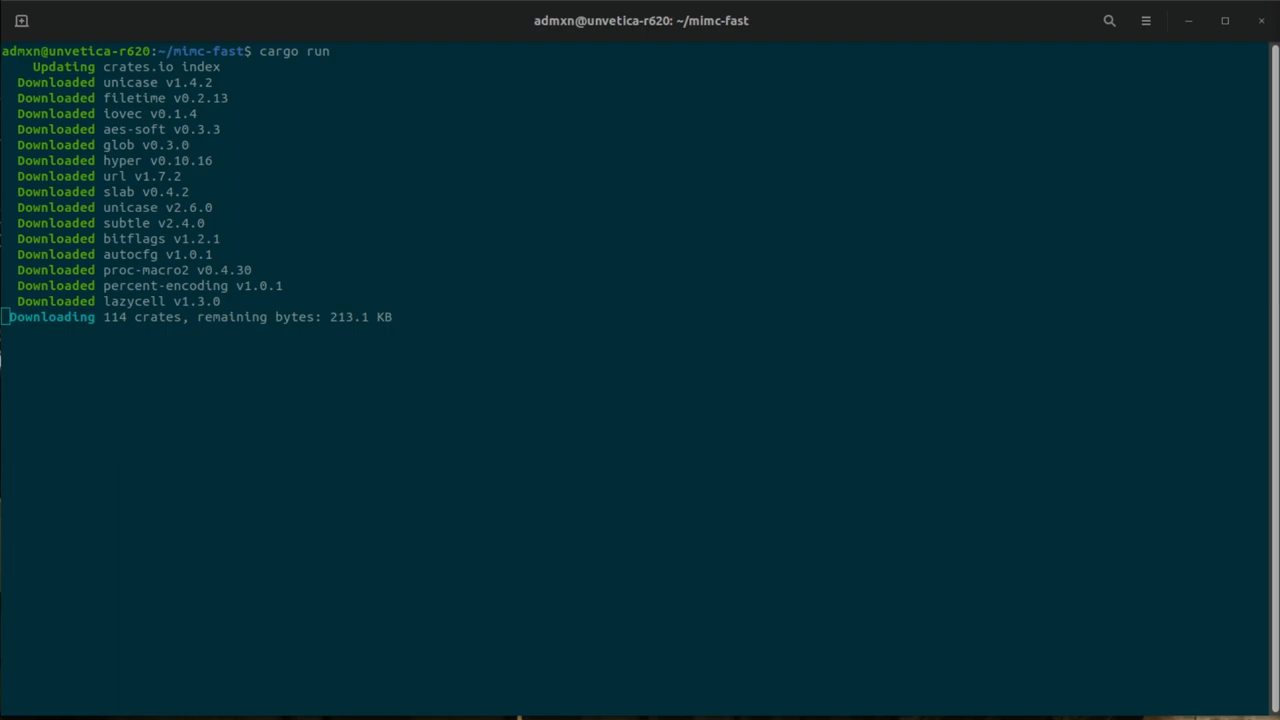 admxn@unvetica-r620: ~/mimc-fast
admxn@unvetica-r620:~/mimc-fast$ cargo run
Updating crates.io index
Downloaded unicase v1.4.2
Downloaded filetime v0.2.13
Downloaded iovec v0.1.4
Downloaded aes-soft v0.3.3
Downloaded glob v0.3.0
Downloaded hyper v0.10.16
Downloaded url v1.7.2
Downloaded slab v0.4.2
Downloaded unicase v2.6.0
Downloaded subtle v2.4.0
Downloaded bitflags v1.2.1
Downloaded autocfg v1.0.1
Downloaded proc-macro2 v0.4.30
Downloaded percent-encoding v1.0.1
Downloaded lazycell v1.3.0
Downloading 114 crates, remaining bytes: 213.1 KB